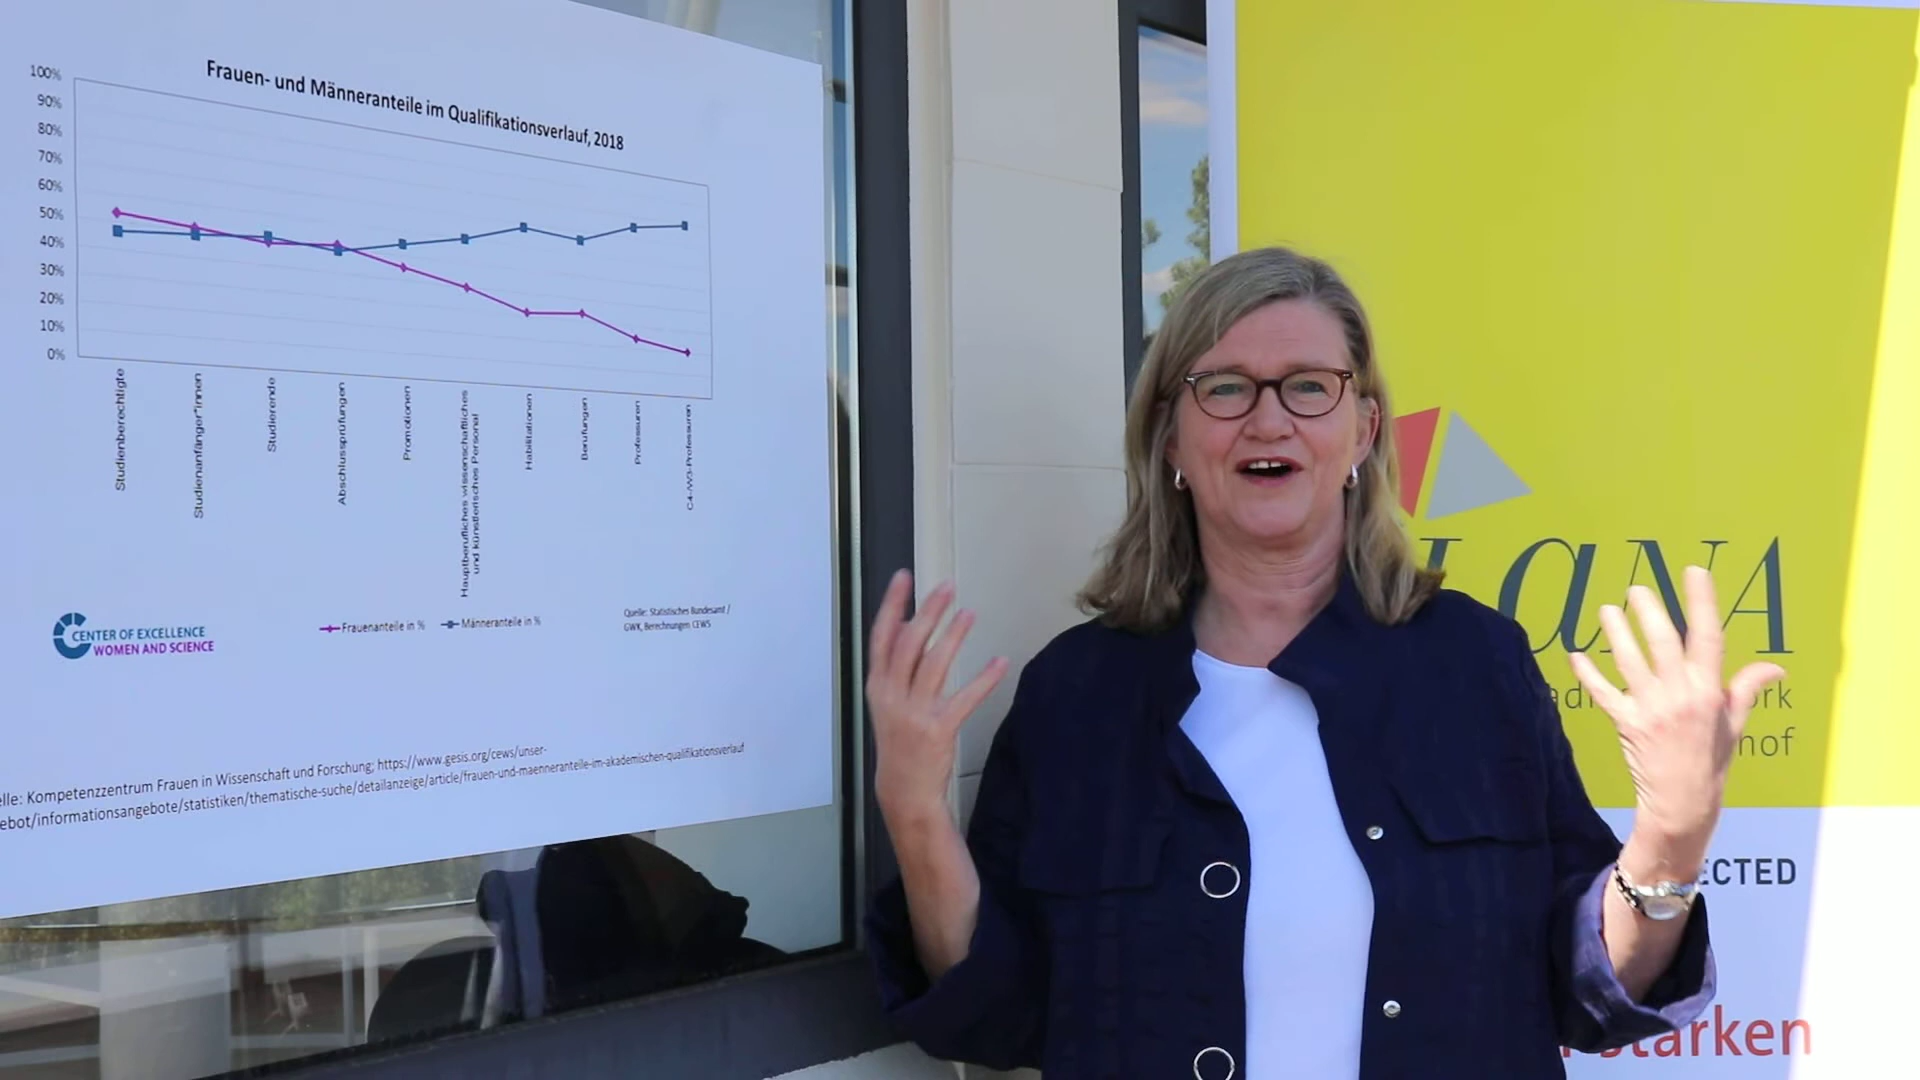 Frauen- und Männeranteile im Qualifikationsverlauf, 2018
100%
90%
80%
70%
60%
50%
40%
30%
20%
10%
0%
Studienberechtigte
Studienanfänger*innen
Studierende
Abschlussprüfungen
Promotionen
Hauptberufliches wissenschaftliches
und künstlerisches Personal
Habilitationen
Berufungen
Professuren
C4-/W3-Professuren
CENTER OF EXCELLENCE
WOMEN AND SCIENCE
Frauenanteile in % Männeranteile in %
Quelle: Statistisches Bundesamt /
GWK, Berechnungen CEWS
elle: Kompetenzzentrum Frauen in Wissenschaft und Forschung; https://www.gesis.org/cews/unser-
ebot/informationsangebote/statistiken/thematische-suche/detailanzeige/article/frauen-und-maenneranteile-im-akademischen-qualifikationsverlauf
LaNA
ork
hof
ECTED
starken